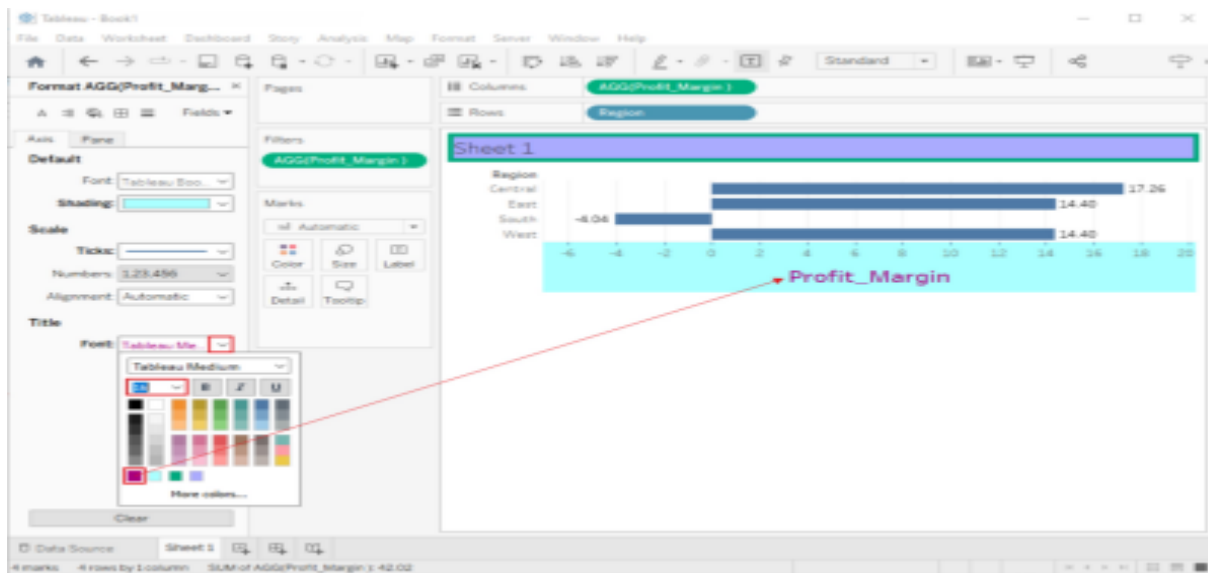 Tableau - Book1
File Data Worksheet Dashboard Story Analysis Map Format Server Window Help
Standard
Format AGG(Profit_Marg...
Fields
Axis Pane
Default
Font: Tableau Boo...
Shading:
Scale
Ticks:
Numbers: 1,23,456
Alignment: Automatic
Title
Font: Tableau Me...
Tableau Medium
B I U
More colors...
Clear
Pages
Filters
AGG(Profit_Margin )
Marks
Automatic
Color Size Label
Detail Tooltip
Columns AGG(Profit_Margin )
Rows Region
Sheet 1
Region
Central 17.26
East 14.40
South -4.04
West 14.40
-6 -4 -2 0 2 4 6 8 10 12 14 16 18 20
Profit_Margin
Data Source Sheet 1
4 marks 4 rows by 1 column SUM of AGG(Profit_Margin ): 42.02